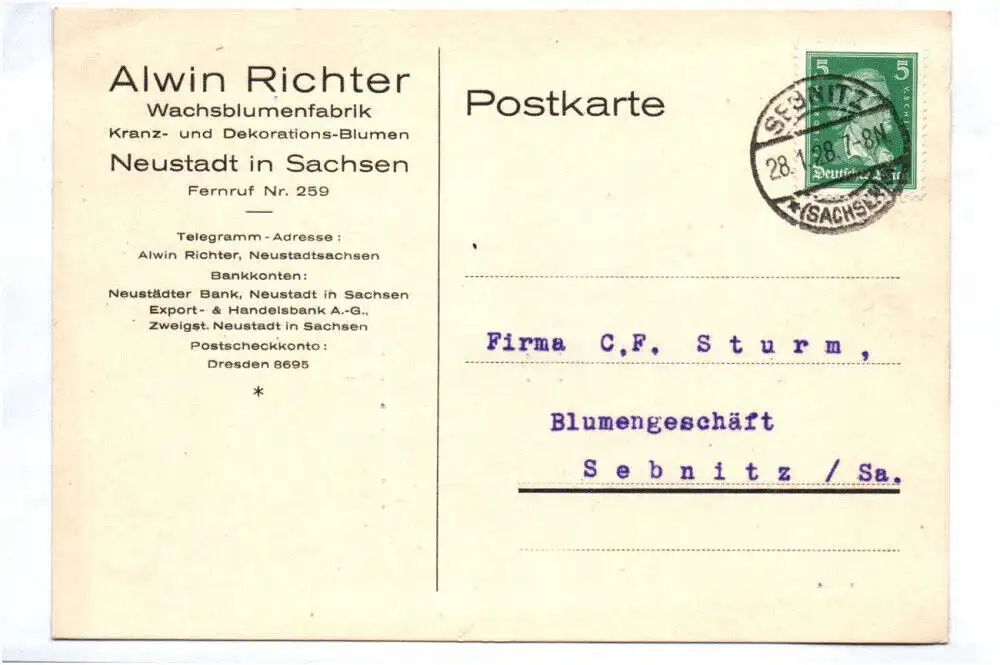 Alwin Richter
Wachsblumenfabrik
Kranz- und Dekorations-Blumen
Neustadt in Sachsen
Fernruf Nr. 259
Telegramm-Adresse:
Alwin Richter, Neustadtsachsen
Bankkonten:
Neustädter Bank, Neustadt in Sachsen
Export- & Handelsbank A.-G.,
Zweigst. Neustadt in Sachsen
Postscheckkonto:
Dresden 8695
*
Postkarte
5 5
Deutsches Reich
SEBNITZ
28.1.28.7-8N
*(SACHSEN)
Firma C.F. Sturm,
Blumengeschäft
Sebnitz /Sa.